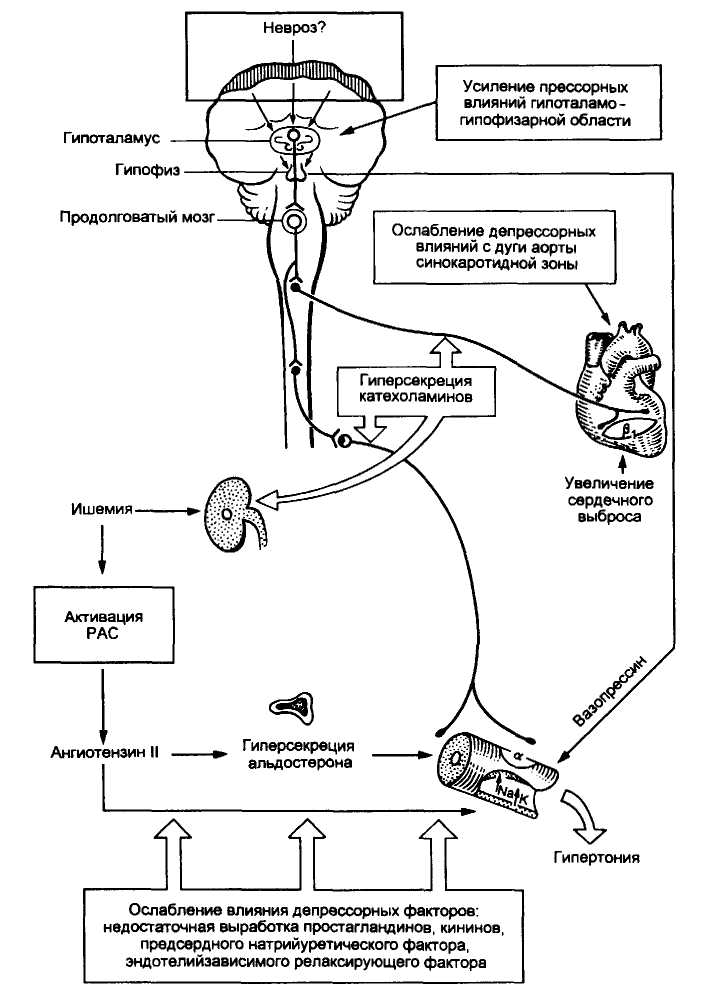 Невроз?
Усиление прессорных
влияний гипоталамо-
гипофизарной области
Гипоталамус
Гипофиз
Продолговатый мозг
Ослабление депрессорных
влияний с дуги аорты
синокаротидной зоны
Гиперсекреция
катехоламинов
β1
Увеличение
сердечного
выброса
Ишемия
Активация
РАС
Вазопрессин
Ангиотензин II
Гиперсекреция
альдостерона
α
Na K
Гипертония
Ослабление влияния депрессорных факторов:
недостаточная выработка простагландинов, кининов,
предсердного натрийуретического фактора,
эндотелийзависимого релаксирующего фактора